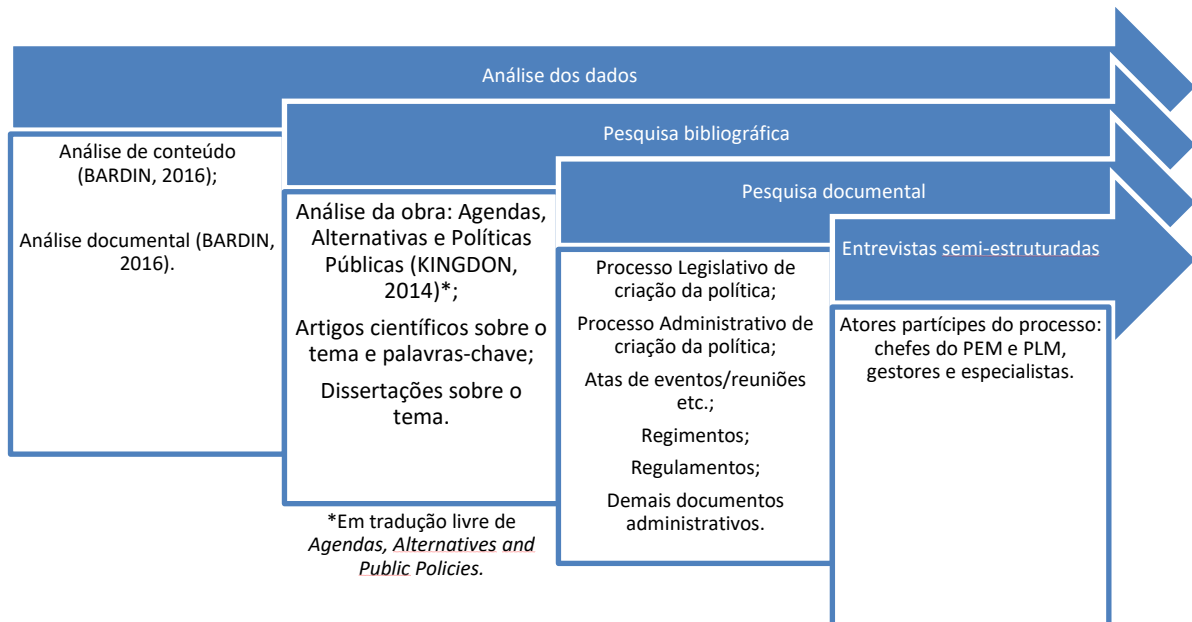 Análise dos dados
Análise de conteúdo
(BARDIN, 2016);
Análise documental (BARDIN,
2016).
Pesquisa bibliográfica
Análise da obra: Agendas,
Alternativas e Políticas
Públicas (KINGDON,
2014)*;
Artigos científicos sobre o
tema e palavras-chave;
Dissertações sobre o
tema.
*Em tradução livre de
Agendas, Alternatives and
Public Policies.
Pesquisa documental
Processo Legislativo de
criação da política;
Processo Administrativo de
criação da política;
Atas de eventos/reuniões
etc.;
Regimentos;
Regulamentos;
Demais documentos
administrativos.
Entrevistas semi-estruturadas
Atores partícipes do processo:
chefes do PEM e PLM,
gestores e especialistas.